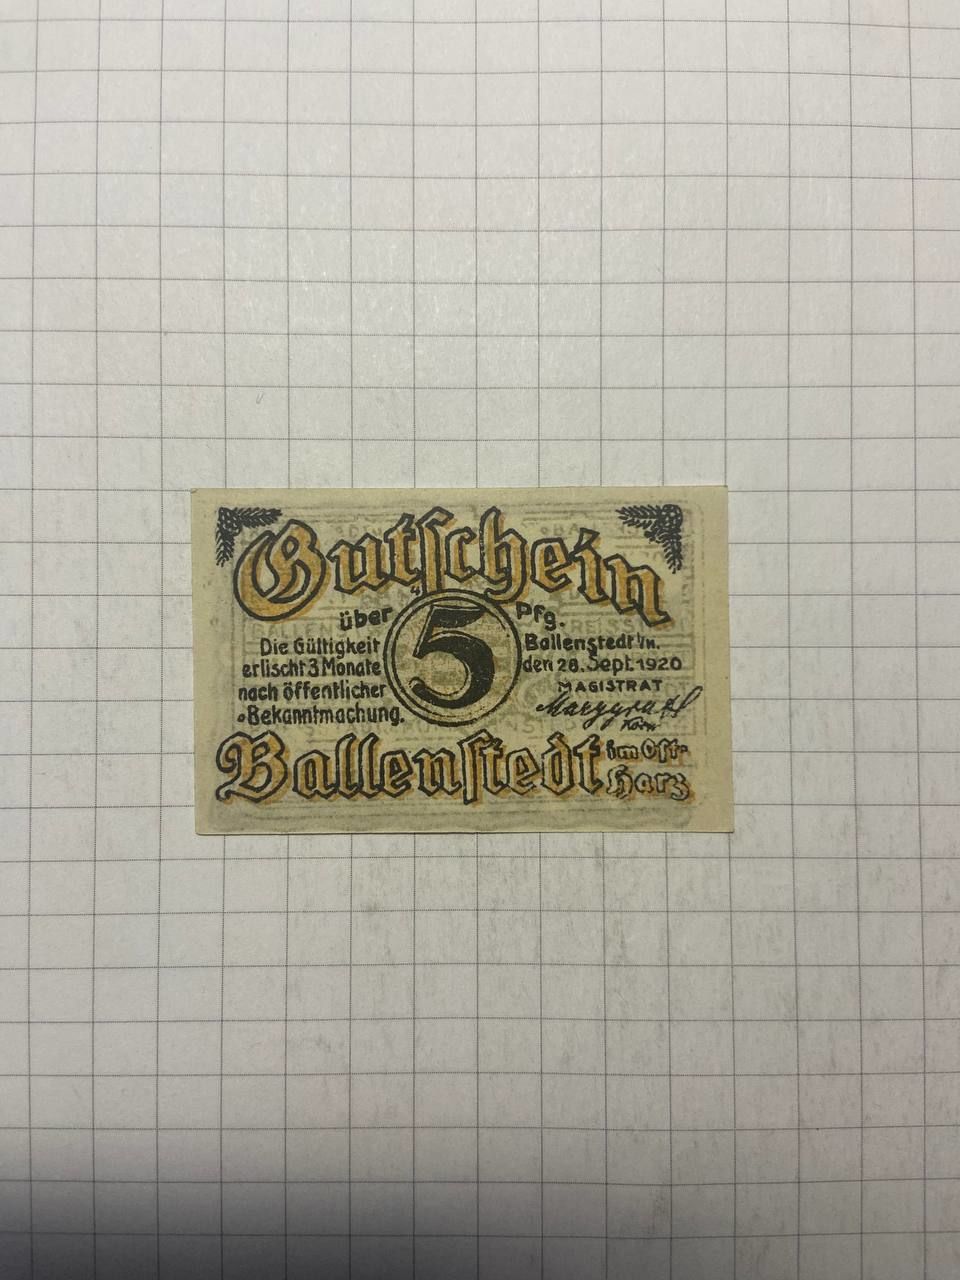 Gutschein
über 5 Pfg.
Die Gültigkeit
erlischt 3 Monate
nach öffentlicher
Bekanntmachung.
Ballenstedt
den 28. Sept. 1920
MAGISTRAT
Ballenstedt im Ost-
Harz